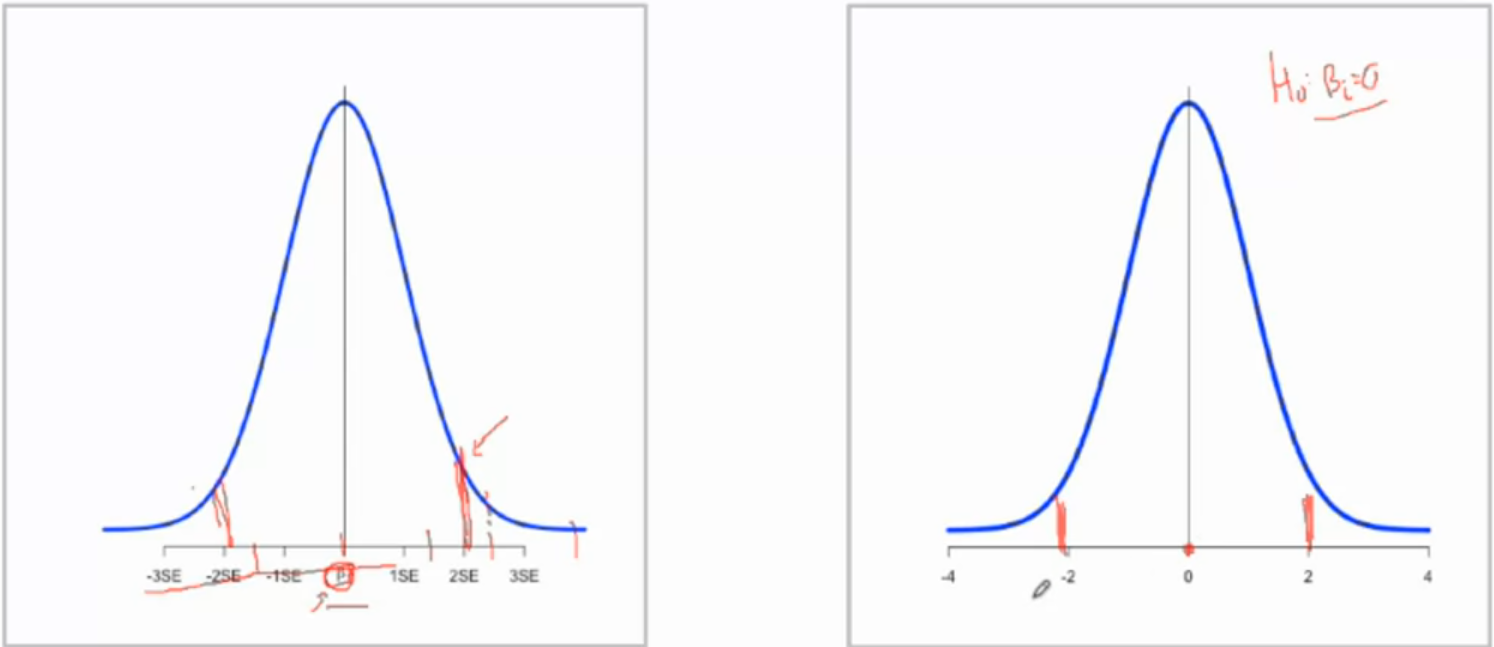 H₀: βi=0
-3SE -2SE -1SE β 1SE 2SE 3SE
-4 -2 0 2 4